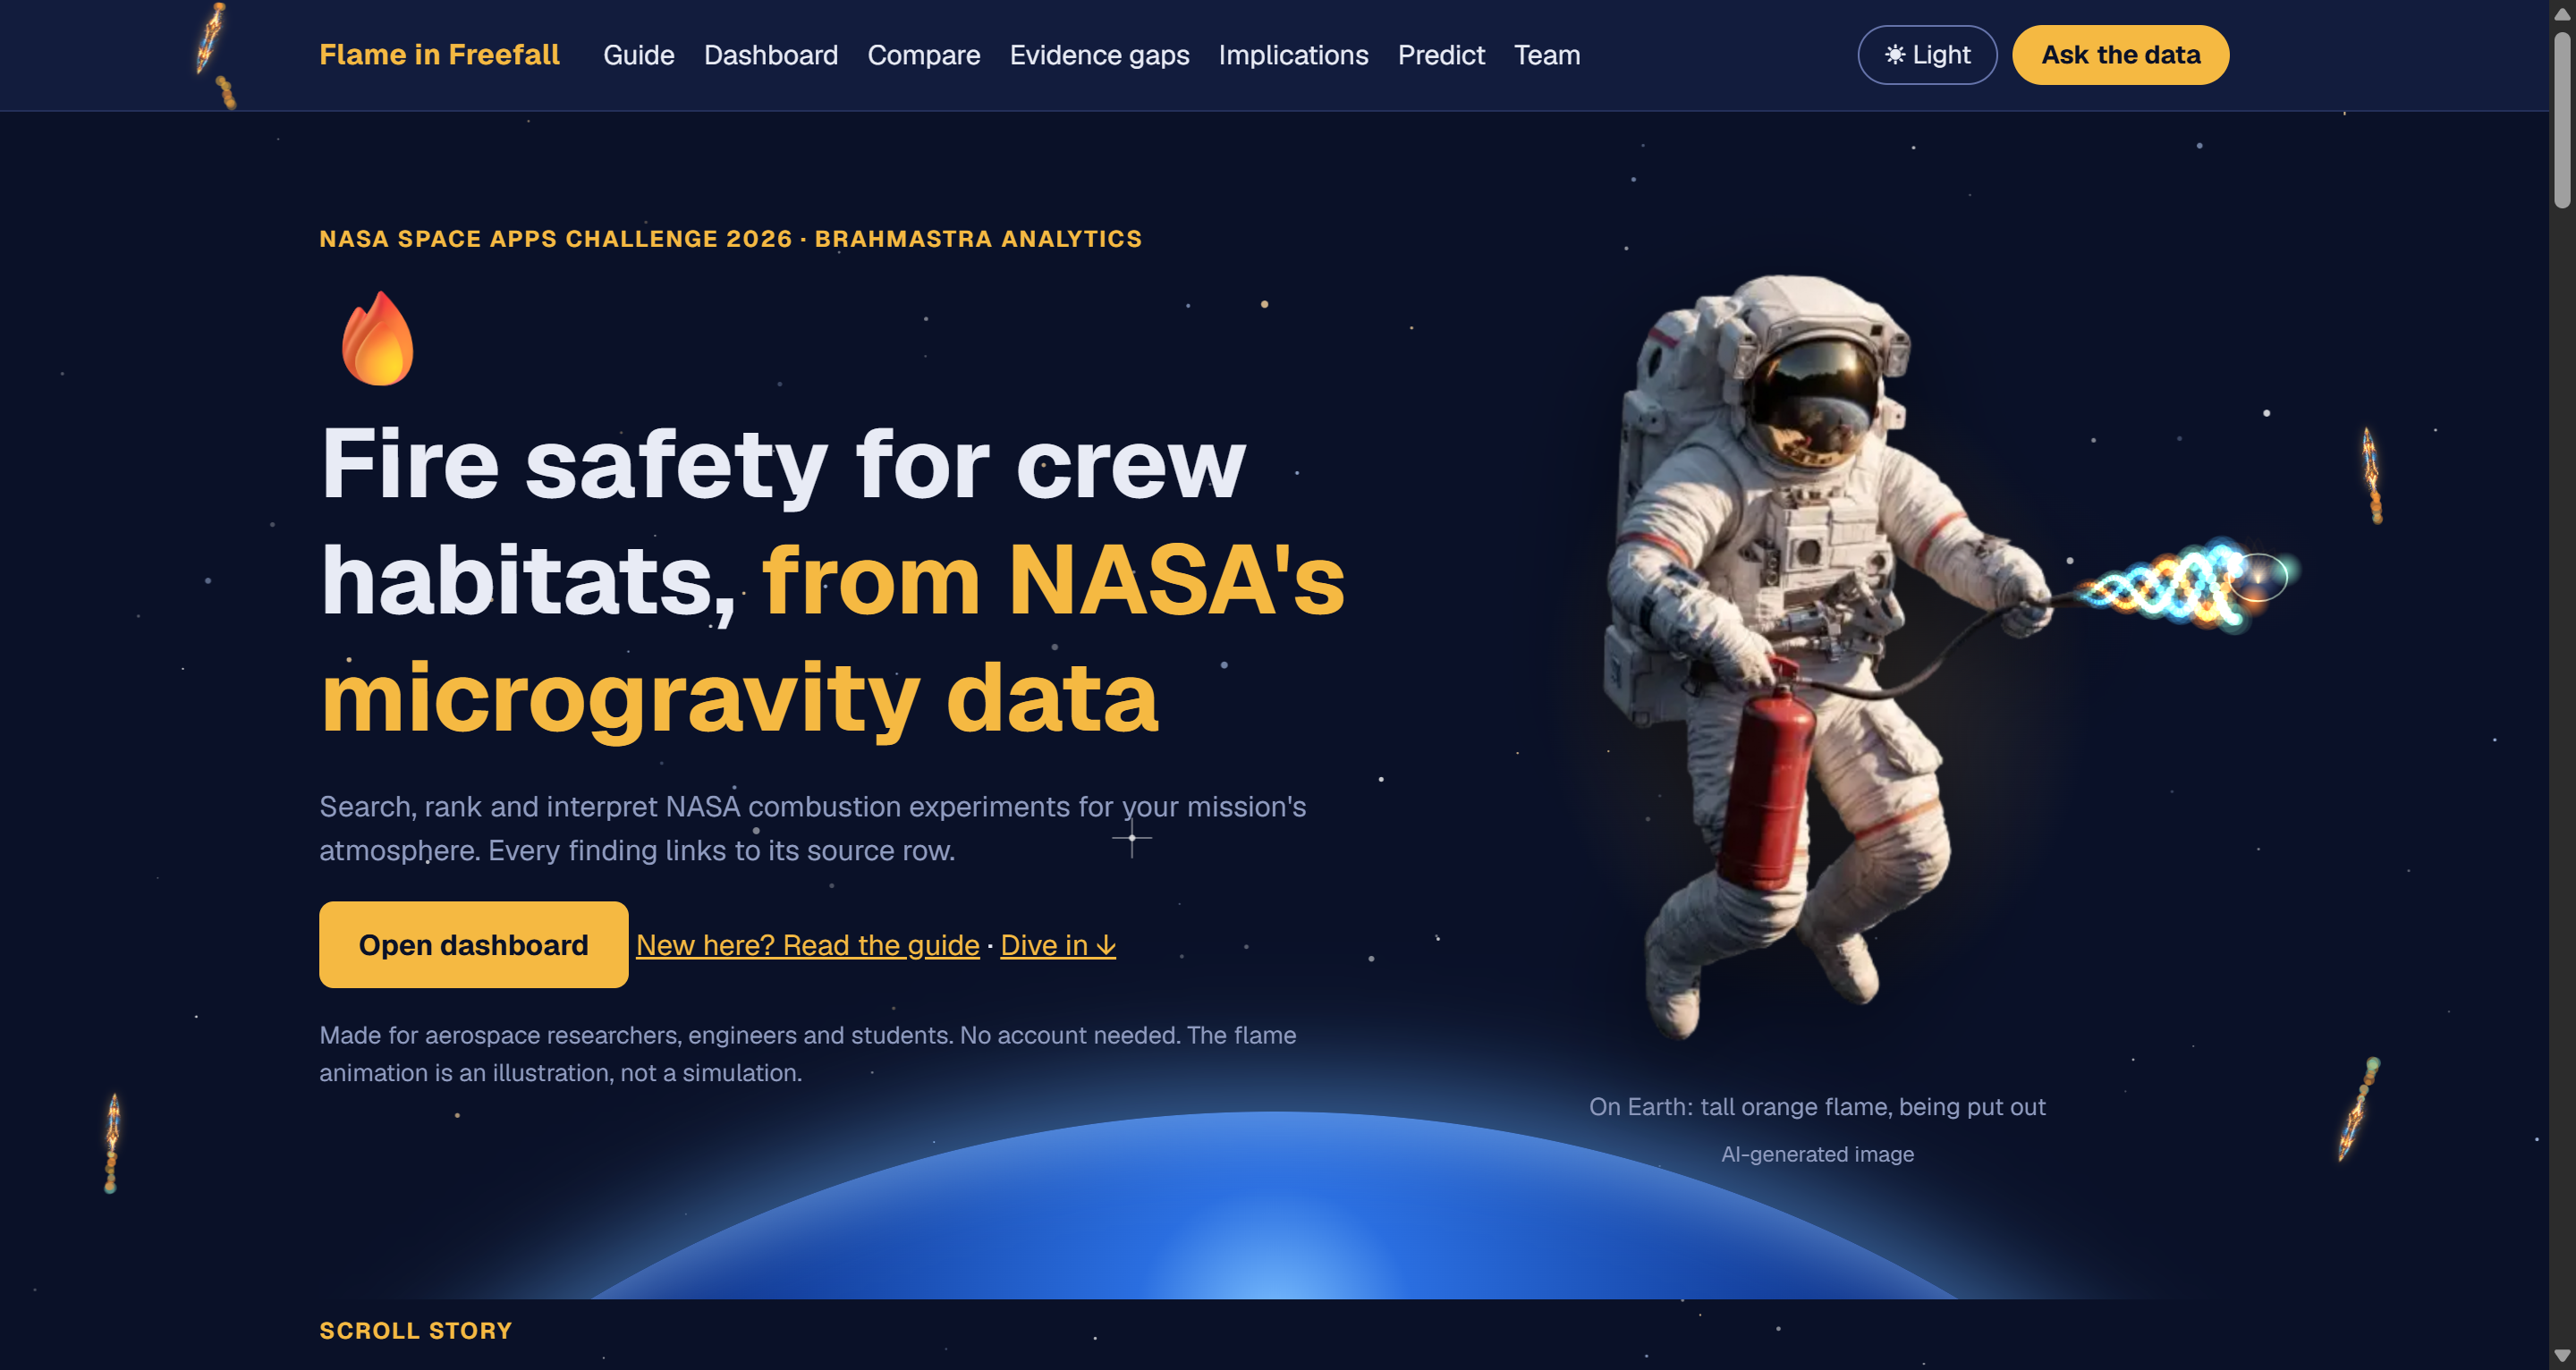 Flame in Freefall Guide Dashboard Compare Evidence gaps Implications Predict Team ☀ Light Ask the data
NASA SPACE APPS CHALLENGE 2026 · BRAHMASTRA ANALYTICS
Fire safety for crew
habitats, from NASA's
microgravity data
Search, rank and interpret NASA combustion experiments for your mission's
atmosphere. Every finding links to its source row.
Open dashboard New here? Read the guide · Dive in ↓
Made for aerospace researchers, engineers and students. No account needed. The flame
animation is an illustration, not a simulation.
On Earth: tall orange flame, being put out
AI-generated image
SCROLL STORY